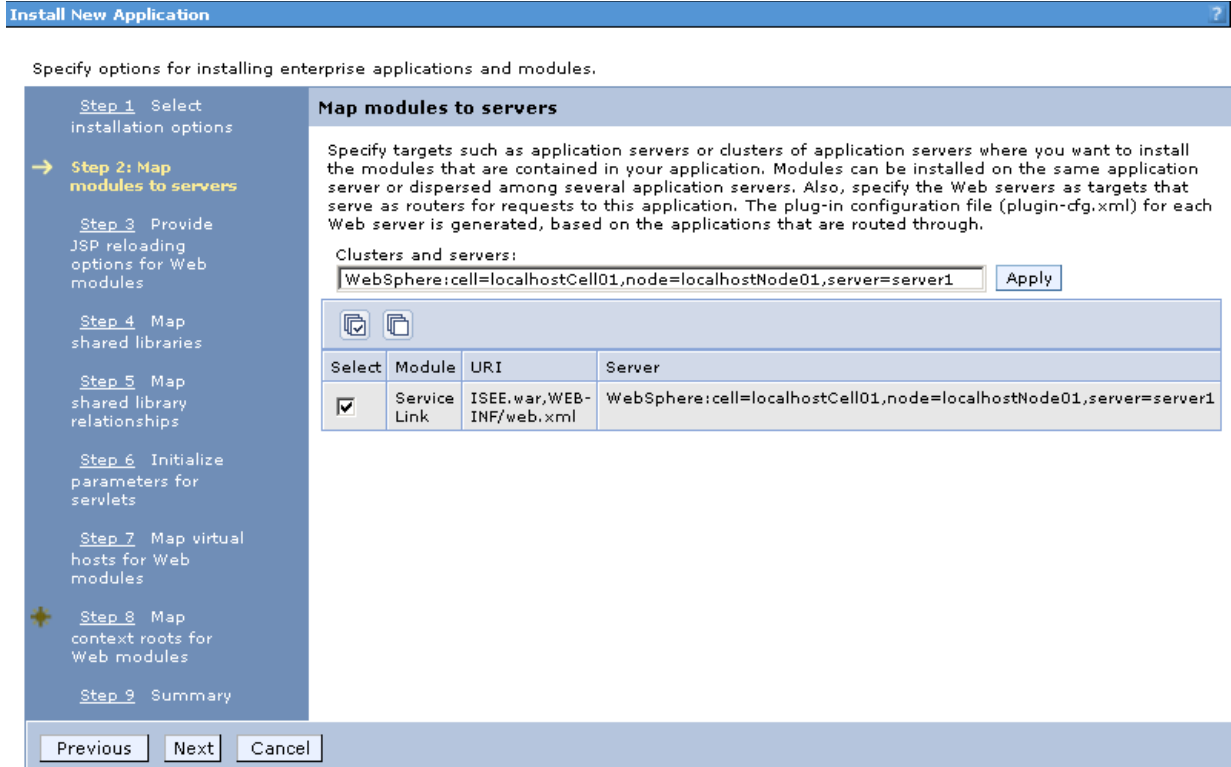 Install New Application
?
Specify options for installing enterprise applications and modules.
Step 1 Select
installation options
Step 2: Map
modules to servers
Step 3 Provide
JSP reloading
options for Web
modules
Step 4 Map
shared libraries
Step 5 Map
shared library
relationships
Step 6 Initialize
parameters for
servlets
Step 7 Map virtual
hosts for Web
modules
Step 8 Map
context roots for
Web modules
Step 9 Summary
Map modules to servers
Specify targets such as application servers or clusters of application servers where you want to install
the modules that are contained in your application. Modules can be installed on the same application
server or dispersed among several application servers. Also, specify the Web servers as targets that
serve as routers for requests to this application. The plug-in configuration file (plugin-cfg.xml) for each
Web server is generated, based on the applications that are routed through.
Clusters and servers:
WebSphere:cell=localhostCell01,node=localhostNode01,server=server1 Apply
Select Module URI Server
Service ISEE.war,WEB- WebSphere:cell=localhostCell01,node=localhostNode01,server=server1
Link INF/web.xml
Previous Next Cancel